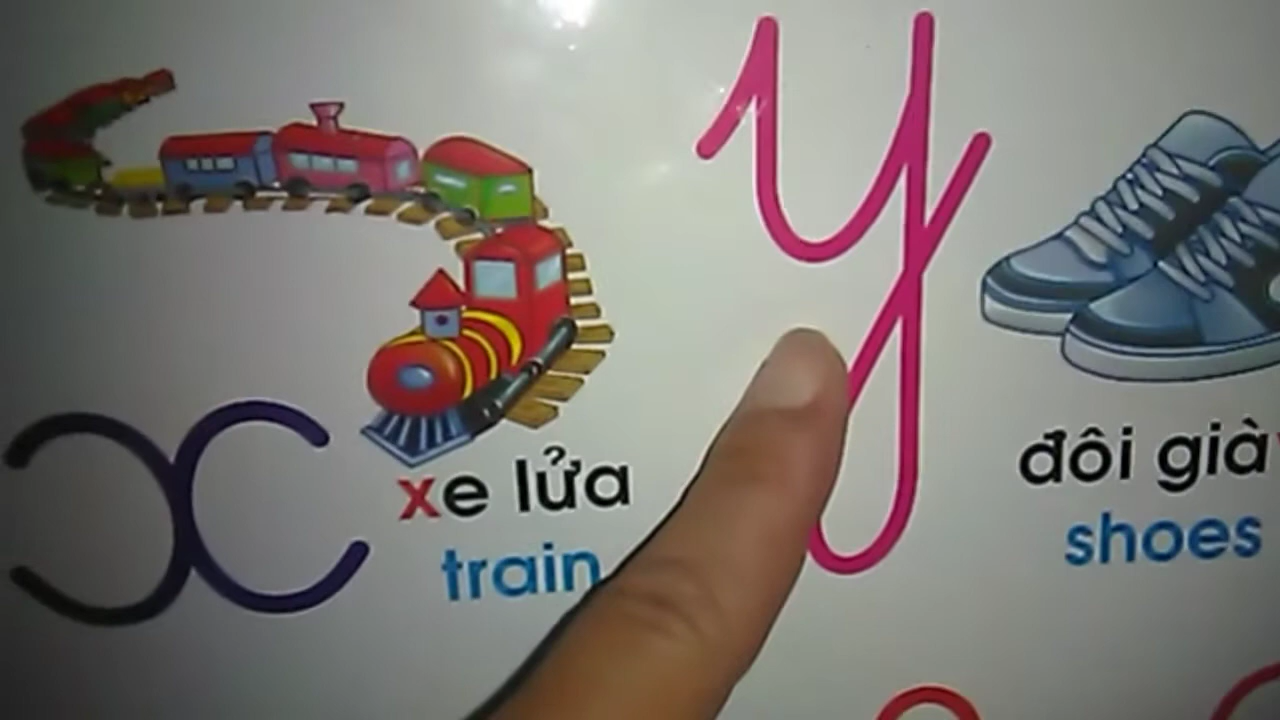 x
xe lửa
train
y
đôi già
shoes